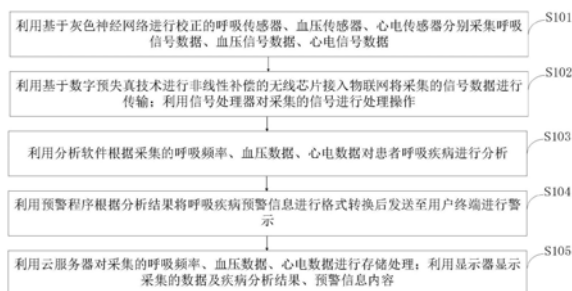 S101
利用基于灰色神经网络进行校正的呼吸传感器、血压传感器、心电传感器分别采集呼吸
信号数据、血压信号数据、心电信号数据
S102
利用基于数字预失真技术进行非线性补偿的无线芯片接入物联网将采集的信号数据进行
传输；利用信号处理器对采集的信号进行处理操作
S103
利用分析软件根据采集的呼吸频率、血压数据、心电数据对患者呼吸疾病进行分析
S104
利用预警程序根据分析结果将呼吸疾病预警信息进行格式转换后发送至用户终端进行警
示
S105
利用云服务器对采集的呼吸频率、血压数据、心电数据进行存储处理；利用显示器显示
采集的数据及疾病分析结果、预警信息内容